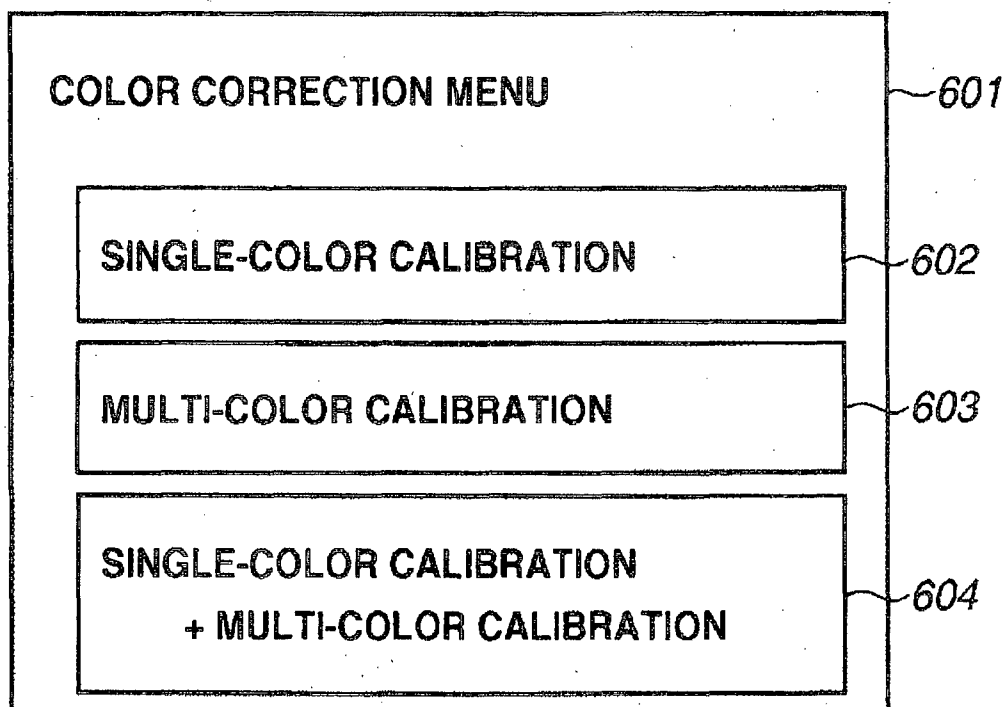 COLOR CORRECTION MENU
601
SINGLE-COLOR CALIBRATION
602
MULTI-COLOR CALIBRATION
603
SINGLE-COLOR CALIBRATION
+ MULTI-COLOR CALIBRATION
604